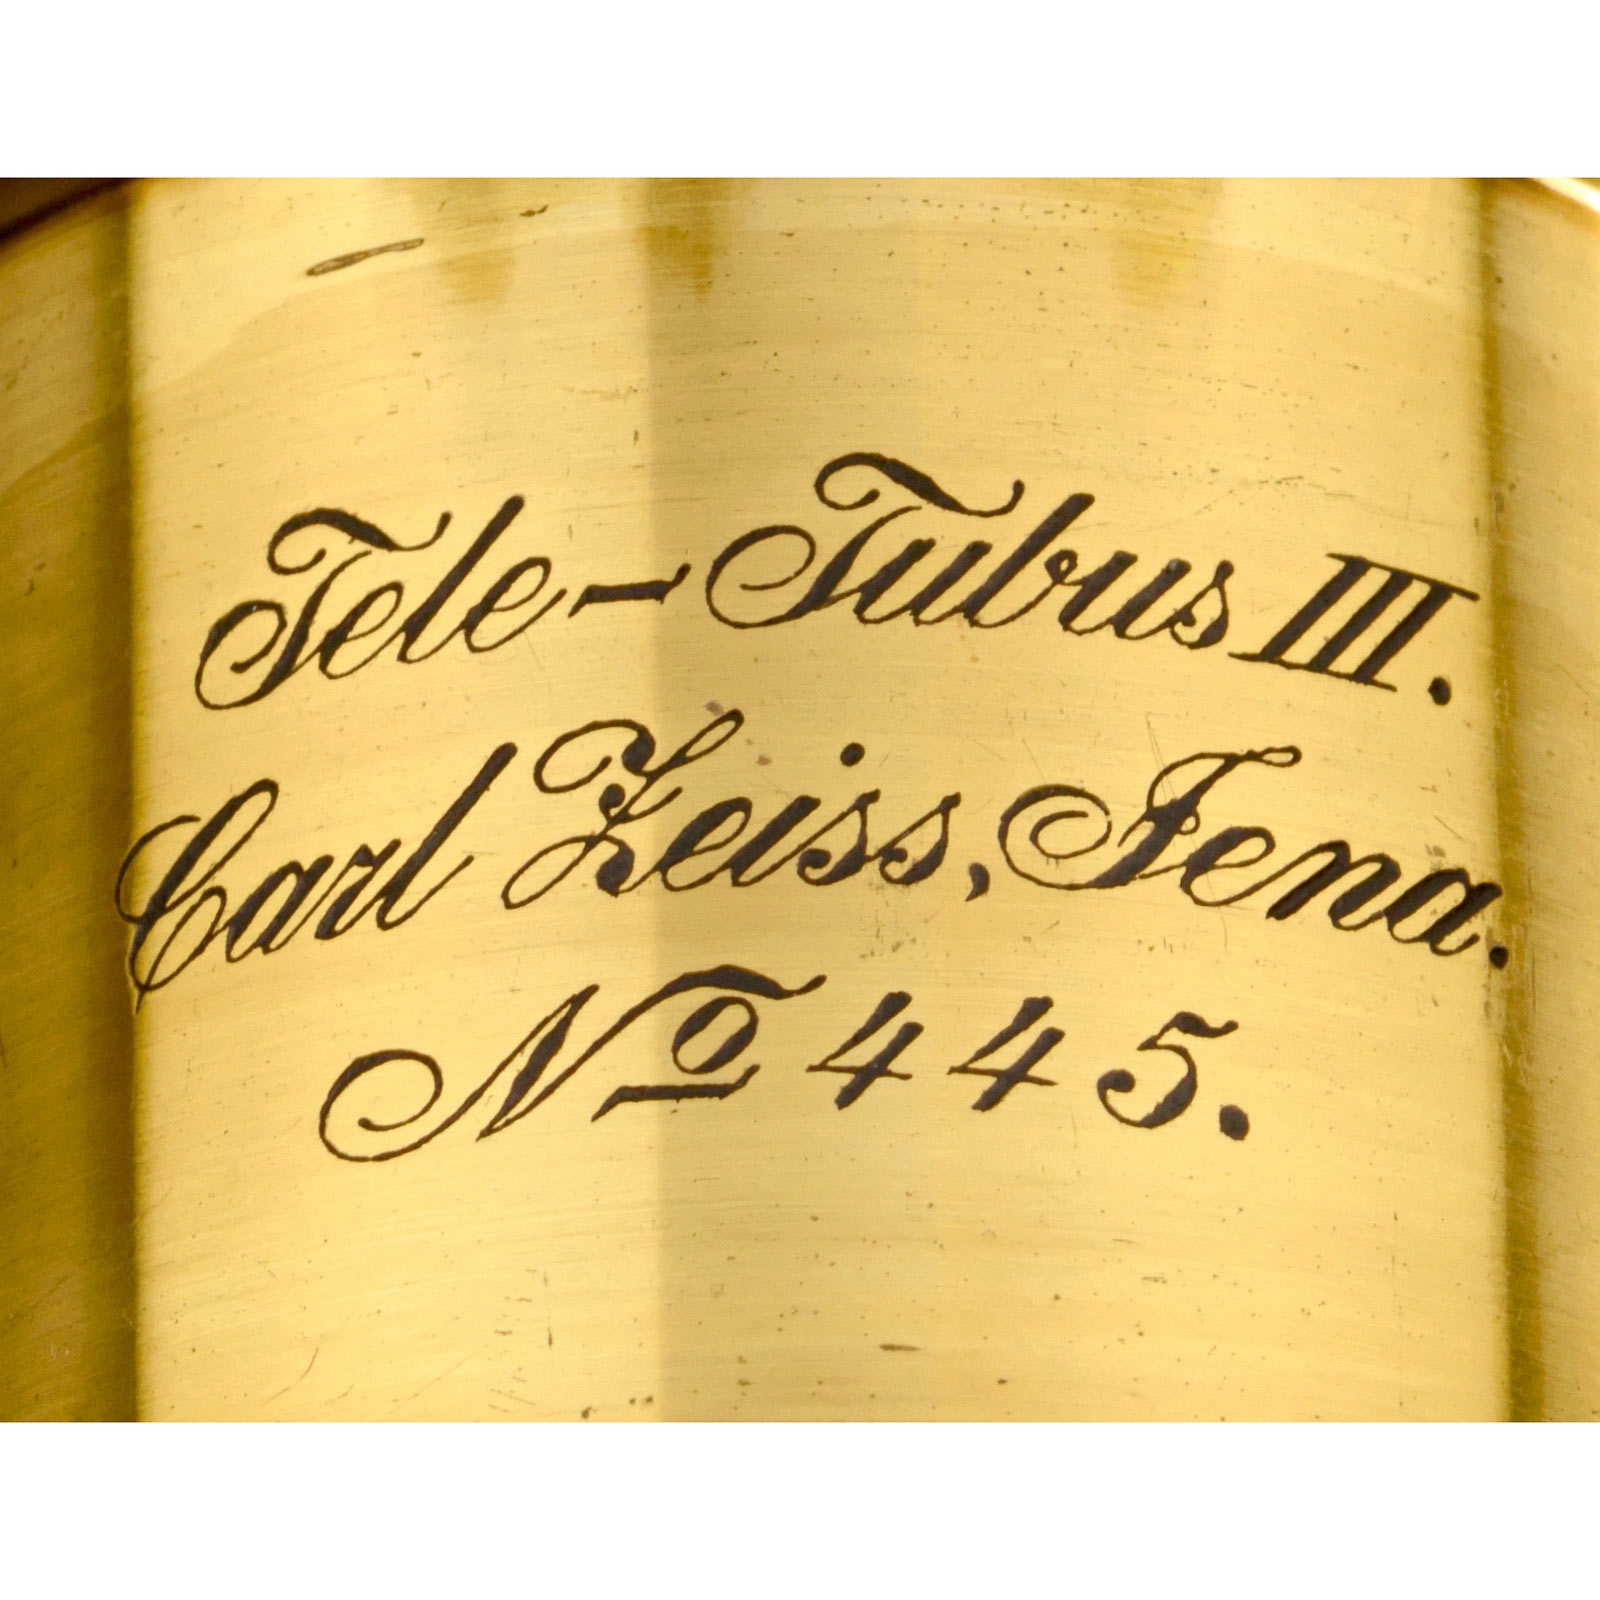 Tele-Tubus III.
Carl Zeiss, Jena.
No 445.